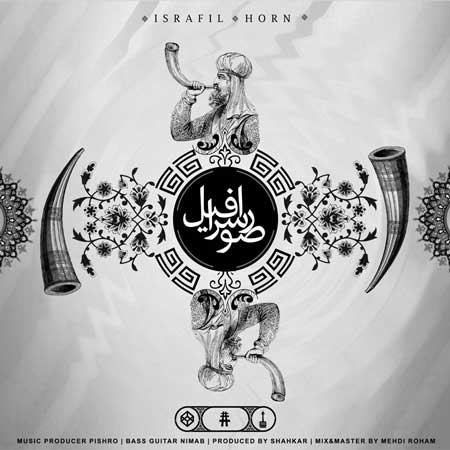 ISRAFIL HORN
صور اسرافیل
MUSIC PRODUCER PISHRO | BASS GUITAR NIMAB | PRODUCED BY SHAHKAR | MIX&MASTER BY MEHDI ROHAM